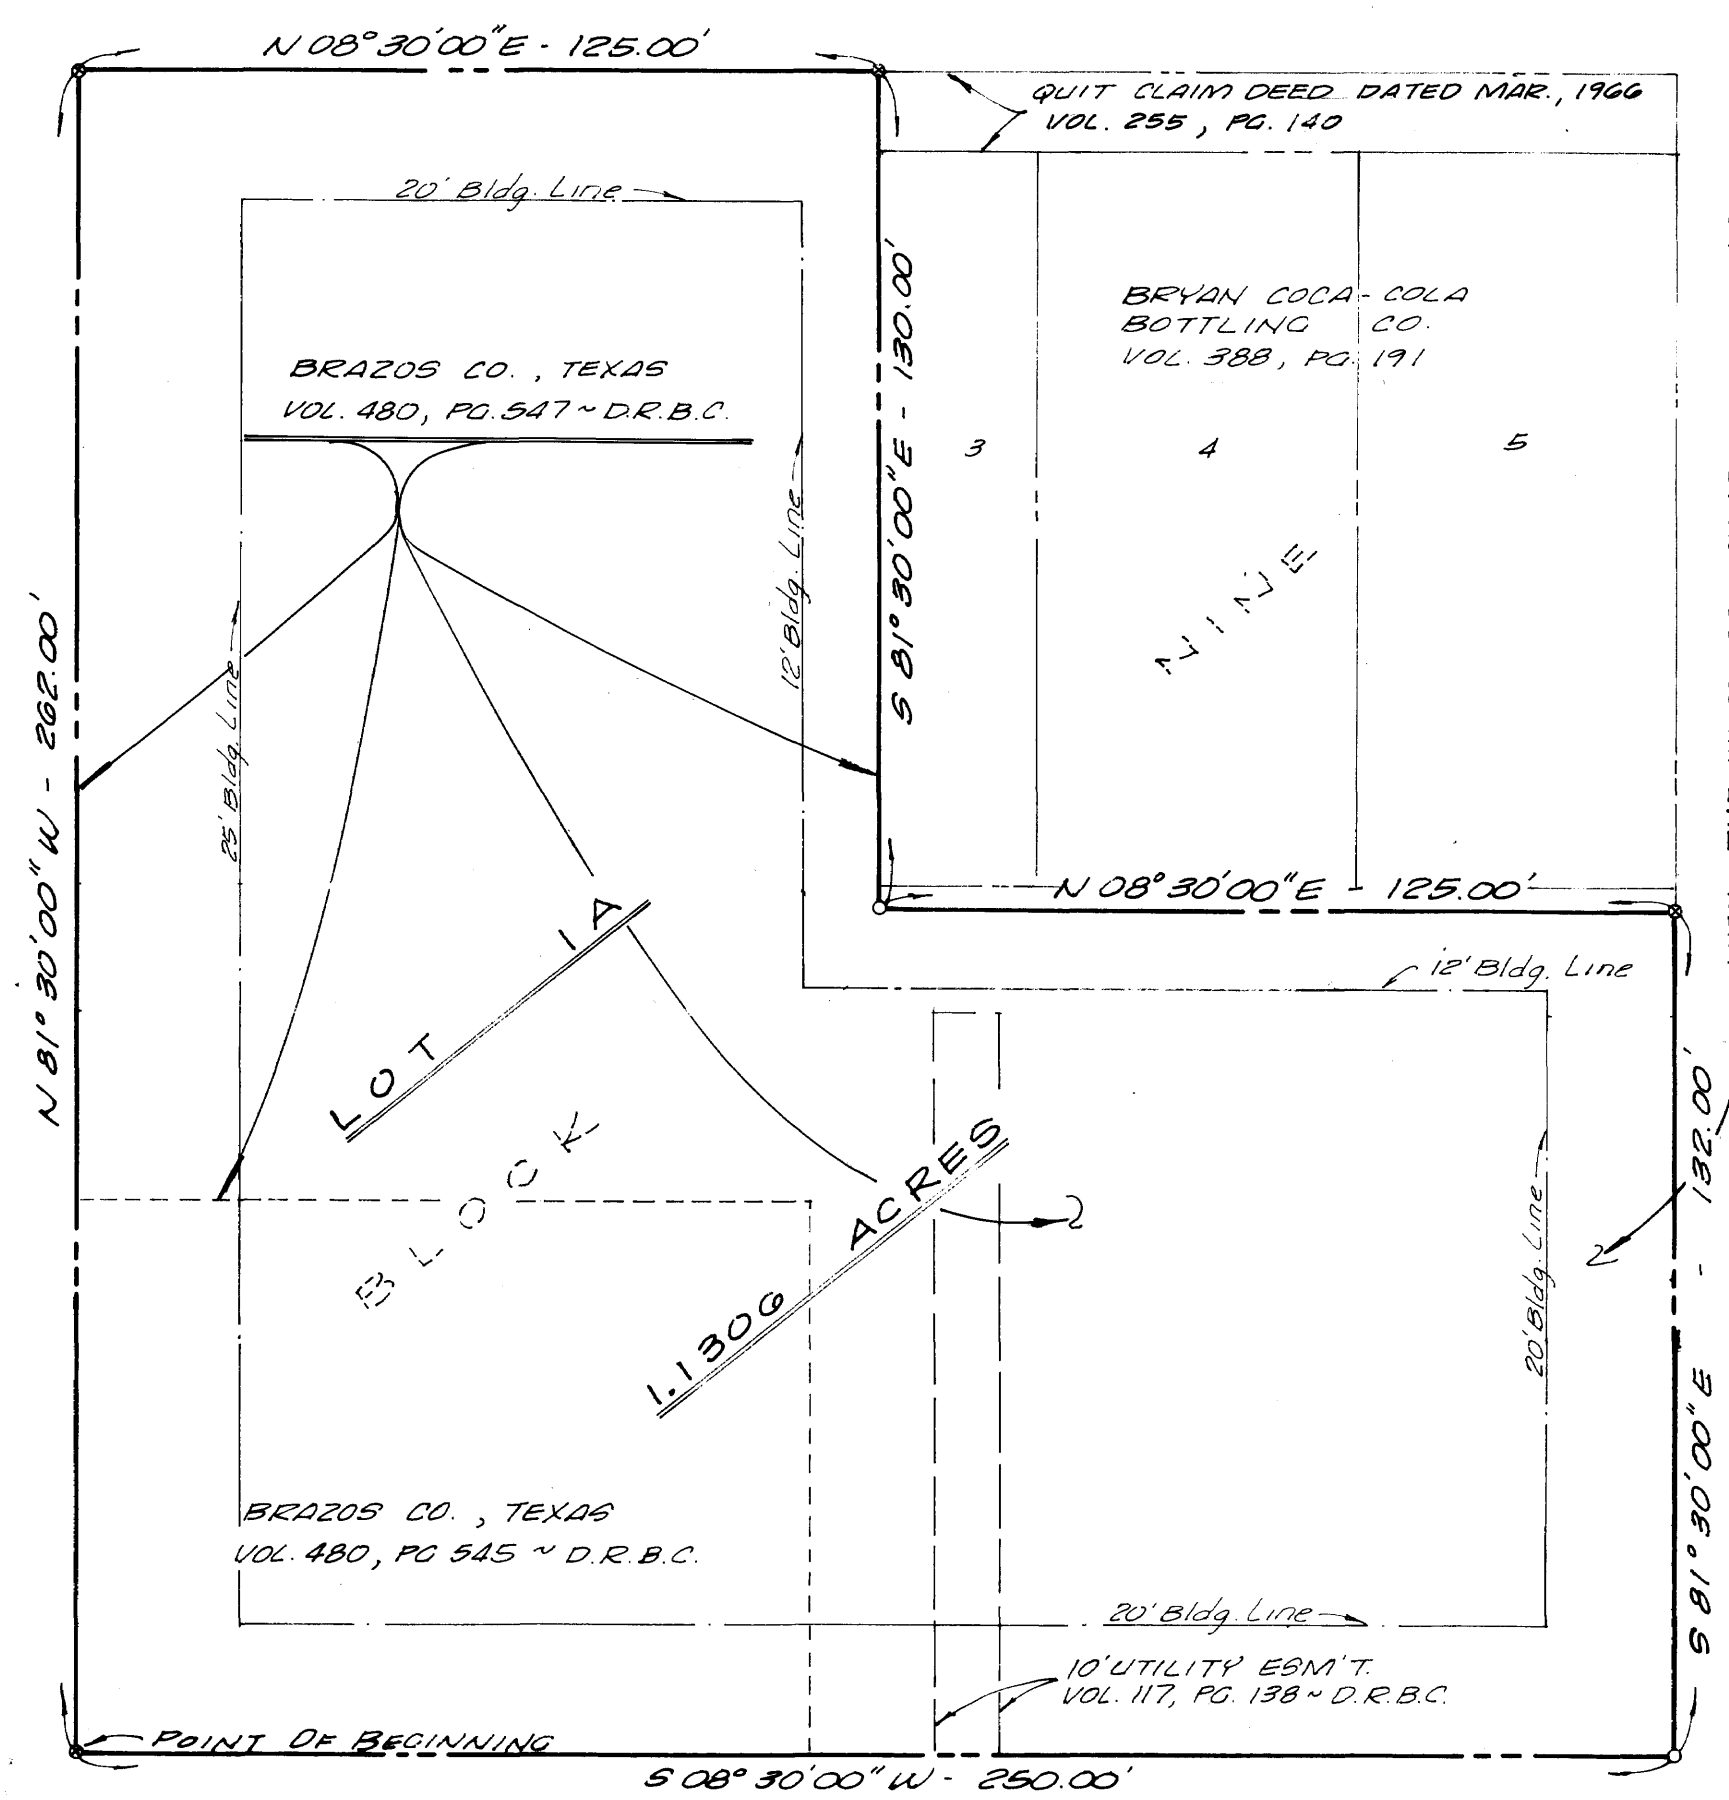 N 08° 30' 00" E - 125.00'
QUIT CLAIM DEED DATED MAR., 1966
VOL. 255, PG. 140
20' Bldg. Line
BRYAN COCA-COLA
BOTTLING CO.
VOL. 388, PG. 191
BRAZOS CO., TEXAS
VOL. 480, PG. 547 ~ D.R.B.C.
S 81° 30' 00" E - 130.00'
3
4
5
12' Bldg. Line
NINE
25' Bldg. Line
N 81° 30' 00" W - 262.00'
N 08° 30' 00" E - 125.00'
LOT 1A
12' Bldg. Line
BLOCK
1.1306 ACRES
2
2
S 81° 30' 00" E - 132.00'
20' Bldg. Line
BRAZOS CO., TEXAS
VOL. 480, PG 545 ~ D.R.B.C.
20' Bldg. Line
10' UTILITY ESM'T.
VOL. 117, PG. 138 ~ D.R.B.C.
POINT OF BEGINNING
S 08° 30' 00" W - 250.00'